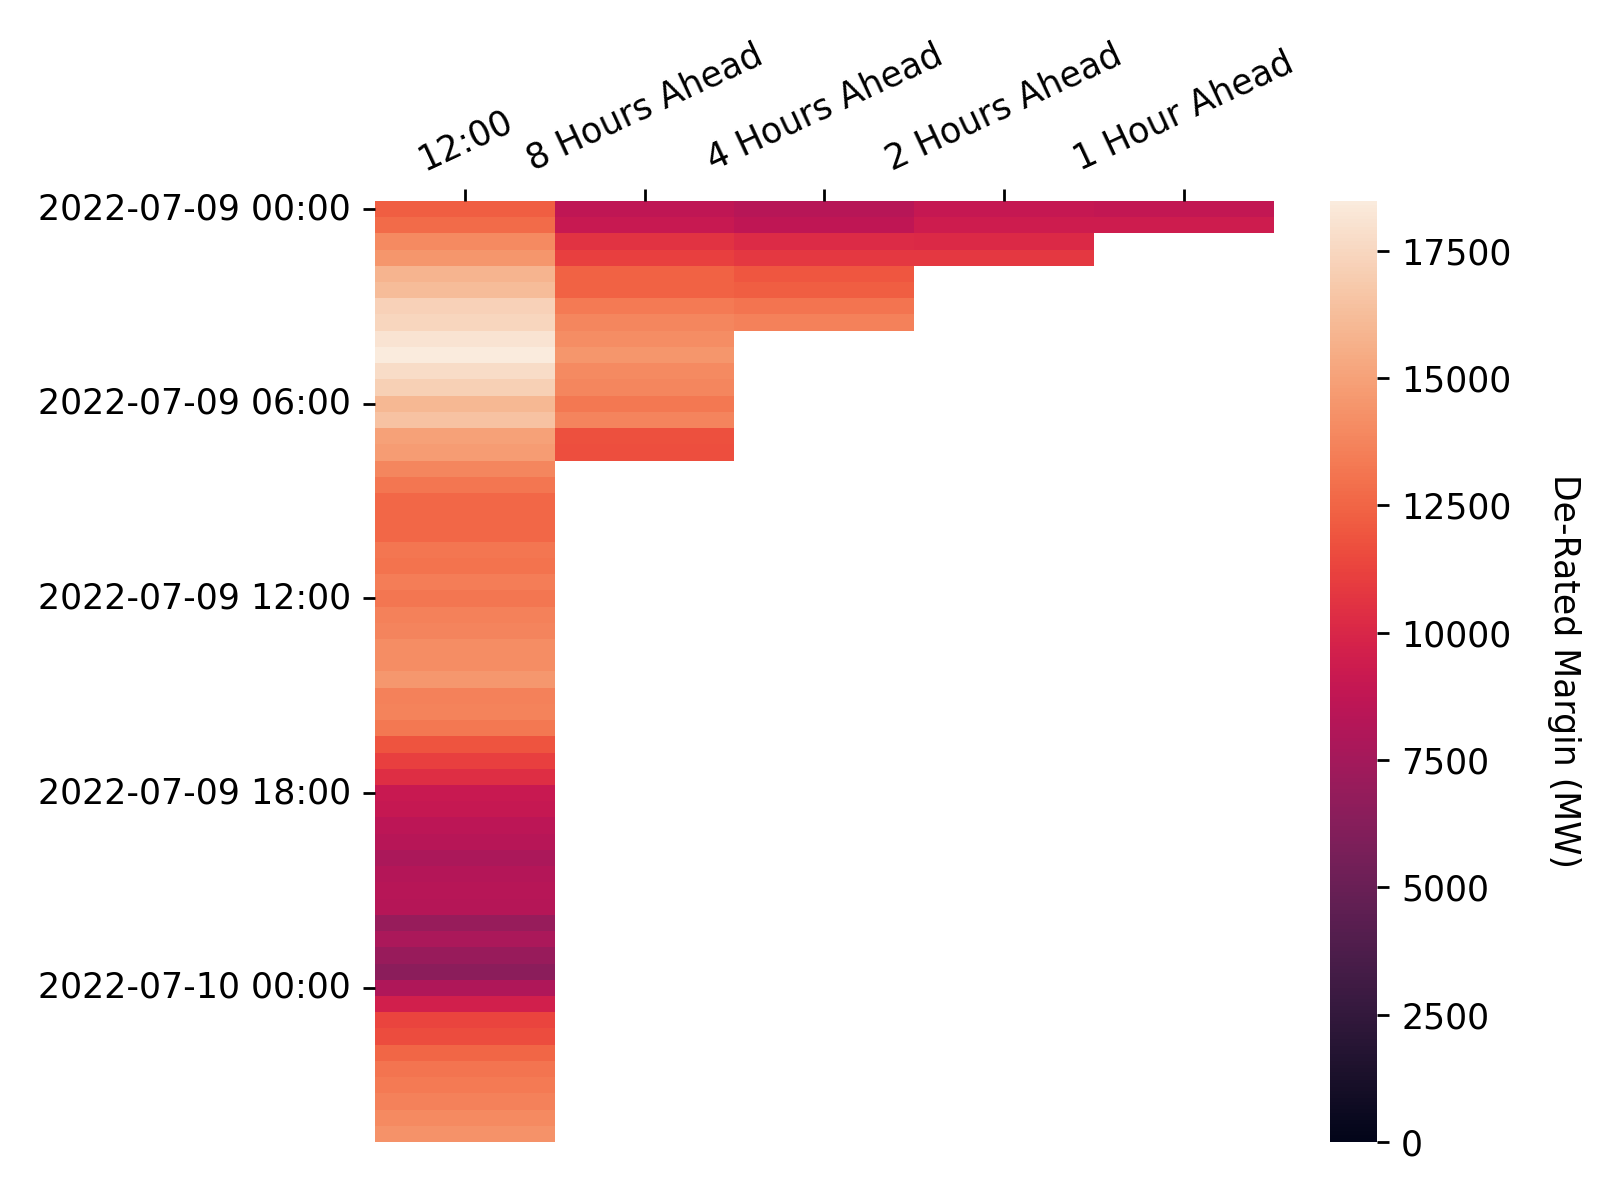 12:00
8 Hours Ahead
4 Hours Ahead
2 Hours Ahead
1 Hour Ahead
2022-07-09 00:00
2022-07-09 06:00
2022-07-09 12:00
2022-07-09 18:00
2022-07-10 00:00
17500
15000
12500
10000
7500
5000
2500
0
De-Rated Margin (MW)